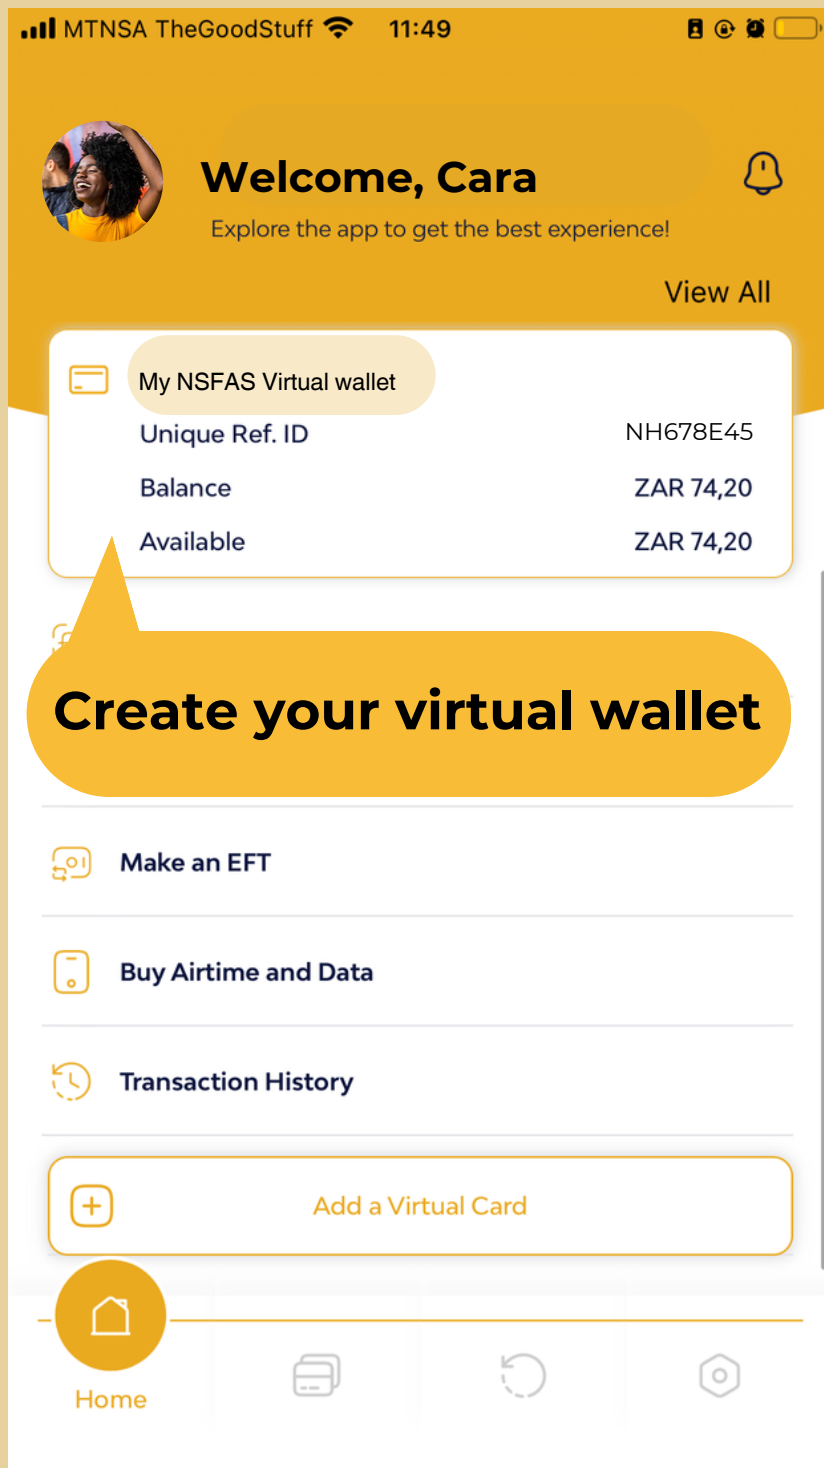 MTNSA TheGoodStuff 11:49
Welcome, Cara
Explore the app to get the best experience!
View All
My NSFAS Virtual wallet
Unique Ref. ID NH678E45
Balance ZAR 74,20
Available ZAR 74,20
Create your virtual wallet
Make an EFT
Buy Airtime and Data
Transaction History
Add a Virtual Card
Home